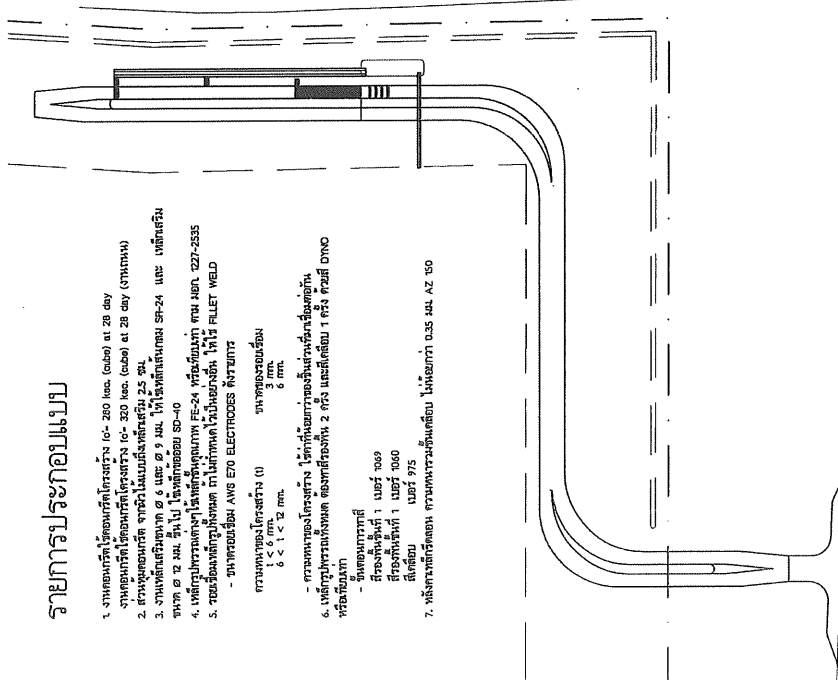 รายการประกอบแบบ
1. งานคอนกรีตใช้คอนกรีตโครงสร้าง fc'= 280 ksc. (cube) at 28 day
งานคอนกรีตใช้คอนกรีตโครงสร้าง fc'= 320 ksc. (cube) at 28 day (งานถนน)
2. ส่วนหุ้มคอนกรีต จากผิวไม้แบบถึงเหล็กเสริม 2.5 ซม.
3. งานเหล็กเสริมขนาด ø 6 และ ø 9 มม. ให้ใช้เหล็กเส้นกลม SR-24 และ เหล็กเสริม
ขนาด ø 12 มม. ขึ้นไป ใช้เหล็กข้ออ้อย SD-40
4. เหล็กรูปพรรณต่างๆใช้เหล็กชั้นคุณภาพ FE-24 หรือเทียบเท่า ตาม มอก. 1227-2535
5. รอยเชื่อมเหล็กรูปทั้งหมด ถ้าไม่กำหนดไว้เป็นอย่างอื่น ให้ใช้ FILLET WELD
- ขนาดรอยเชื่อม AWS E70 ELECTRODES ดังรายการ
ความหนาของโครงสร้าง (t) ขนาดของรอยเชื่อม
t < 6 mm. 3 mm.
6 < t < 12 mm. 6 mm.
- ความหนาของโครงสร้าง ใช้ค่าที่น้อยกว่าของชิ้นส่วนที่มาเชื่อมต่อกัน
6. เหล็กรูปพรรณทั้งหมด ต้องทาสีรองพื้น 2 ครั้ง และสีเคลือบ 1 ครั้ง ด้วยสี DYNO
หรือเทียบเท่า
- ขั้นตอนการทาสี
สีรองพื้นชั้นที่ 1 เบอร์ 1069
สีรองพื้นชั้นที่ 1 เบอร์ 1060
สีเคลือบ เบอร์ 975
7. หลังคาเหล็กรีดลอน ความหนารวมชั้นเคลือบ ไม่น้อยกว่า 0.35 มม. AZ 150